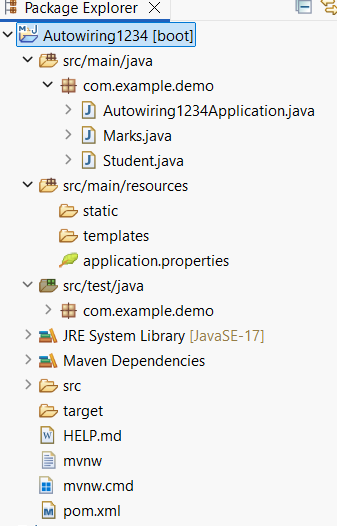 Package Explorer
Autowiring1234 [boot]
src/main/java
com.example.demo
Autowiring1234Application.java
Marks.java
Student.java
src/main/resources
static
templates
application.properties
src/test/java
com.example.demo
JRE System Library [JavaSE-17]
Maven Dependencies
src
target
HELP.md
mvnw
mvnw.cmd
pom.xml